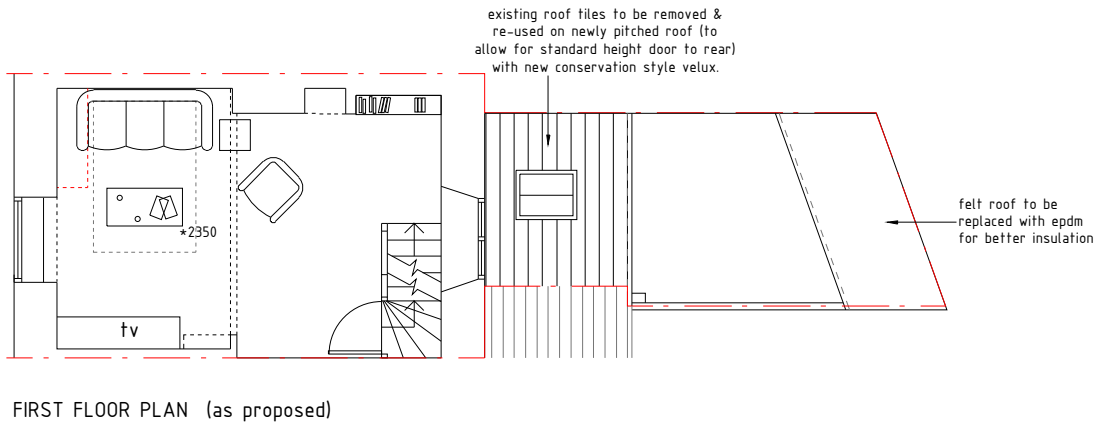 existing roof tiles to be removed &
re-used on newly pitched roof (to
allow for standard height door to rear)
with new conservation style velux.
felt roof to be
replaced with epdm
for better insulation
*2350
tv
FIRST FLOOR PLAN (as proposed)